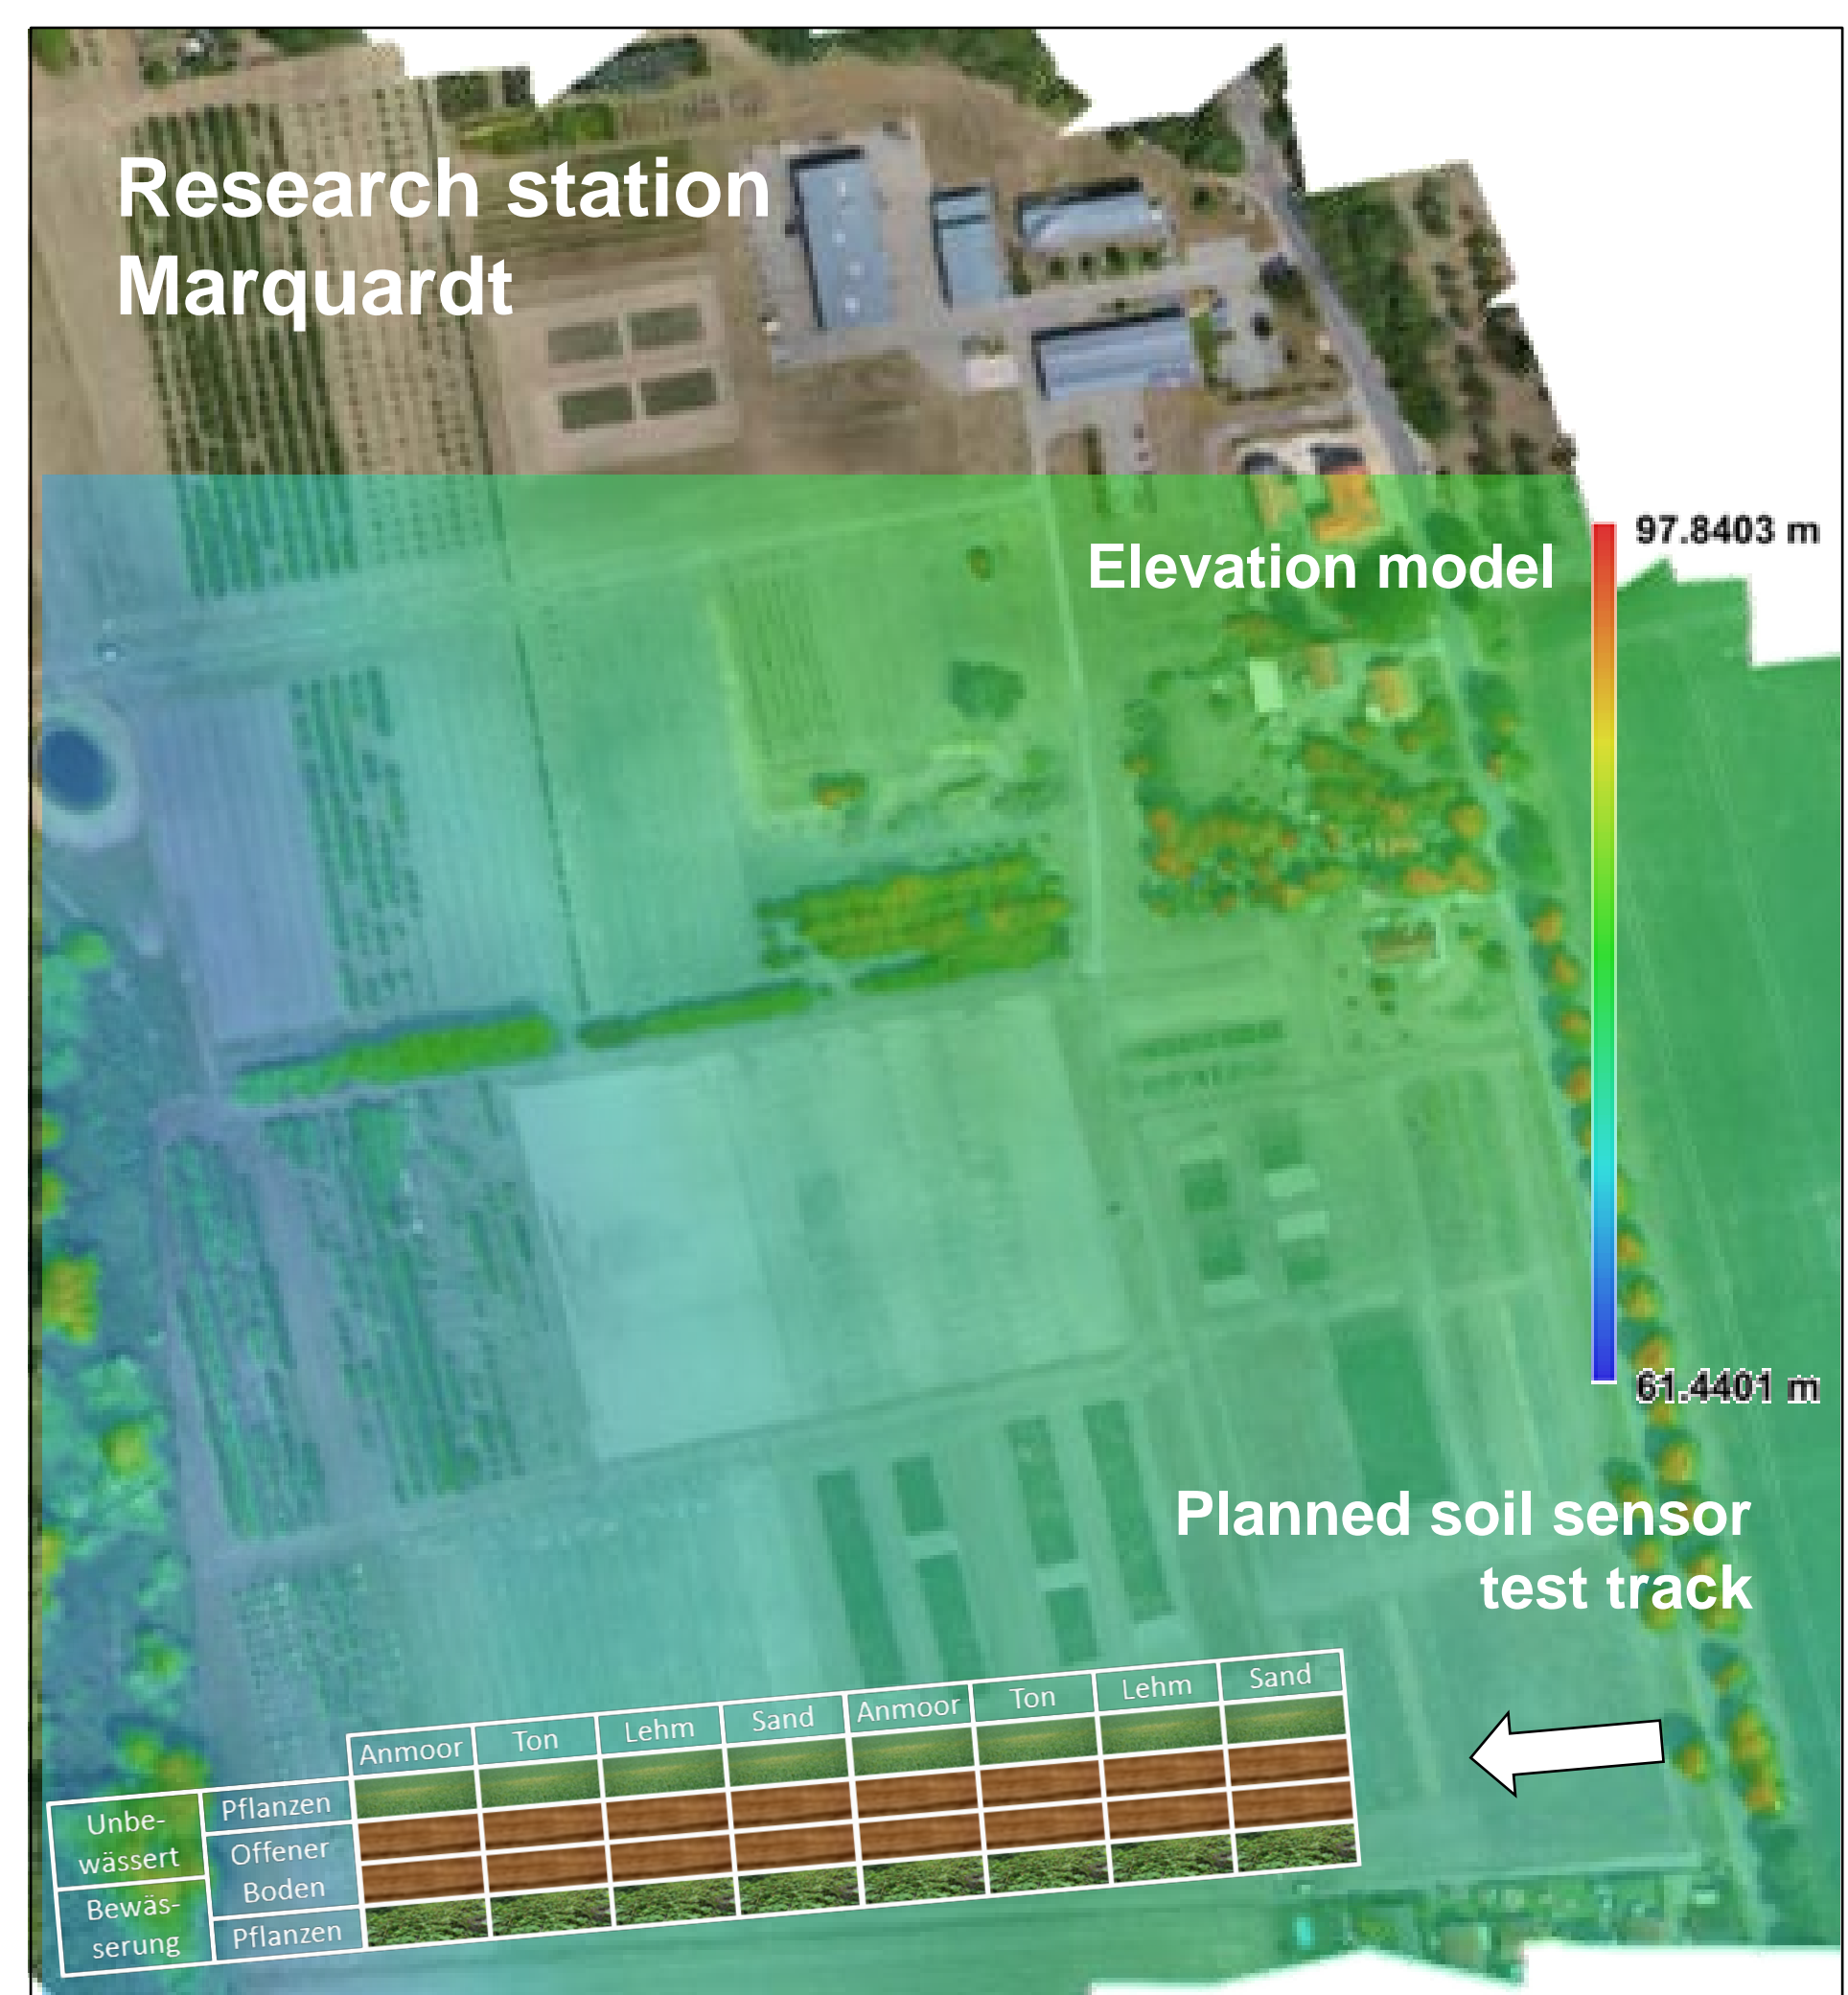 Research station
Marquardt
Elevation model
97.8403 m
61.4401 m
Planned soil sensor
test track
Anmoor Ton Lehm Sand Anmoor Ton Lehm Sand
Unbe-
wässert
Bewäs-
serung
Pflanzen
Offener
Boden
Pflanzen